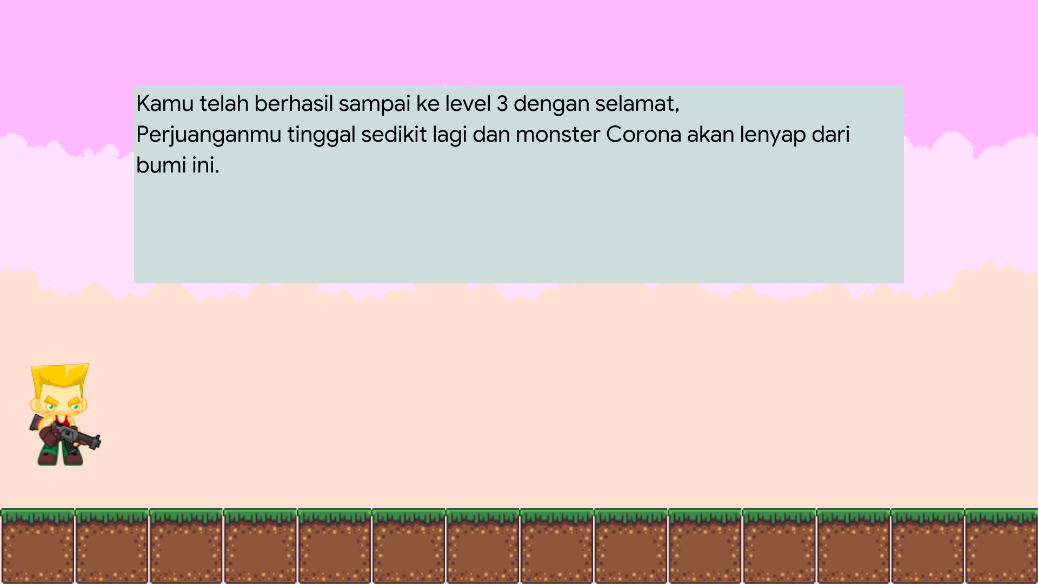 Kamu telah berhasil sampai ke level 3 dengan selamat,
Perjuanganmu tinggal sedikit lagi dan monster Corona akan lenyap dari
bumi ini.